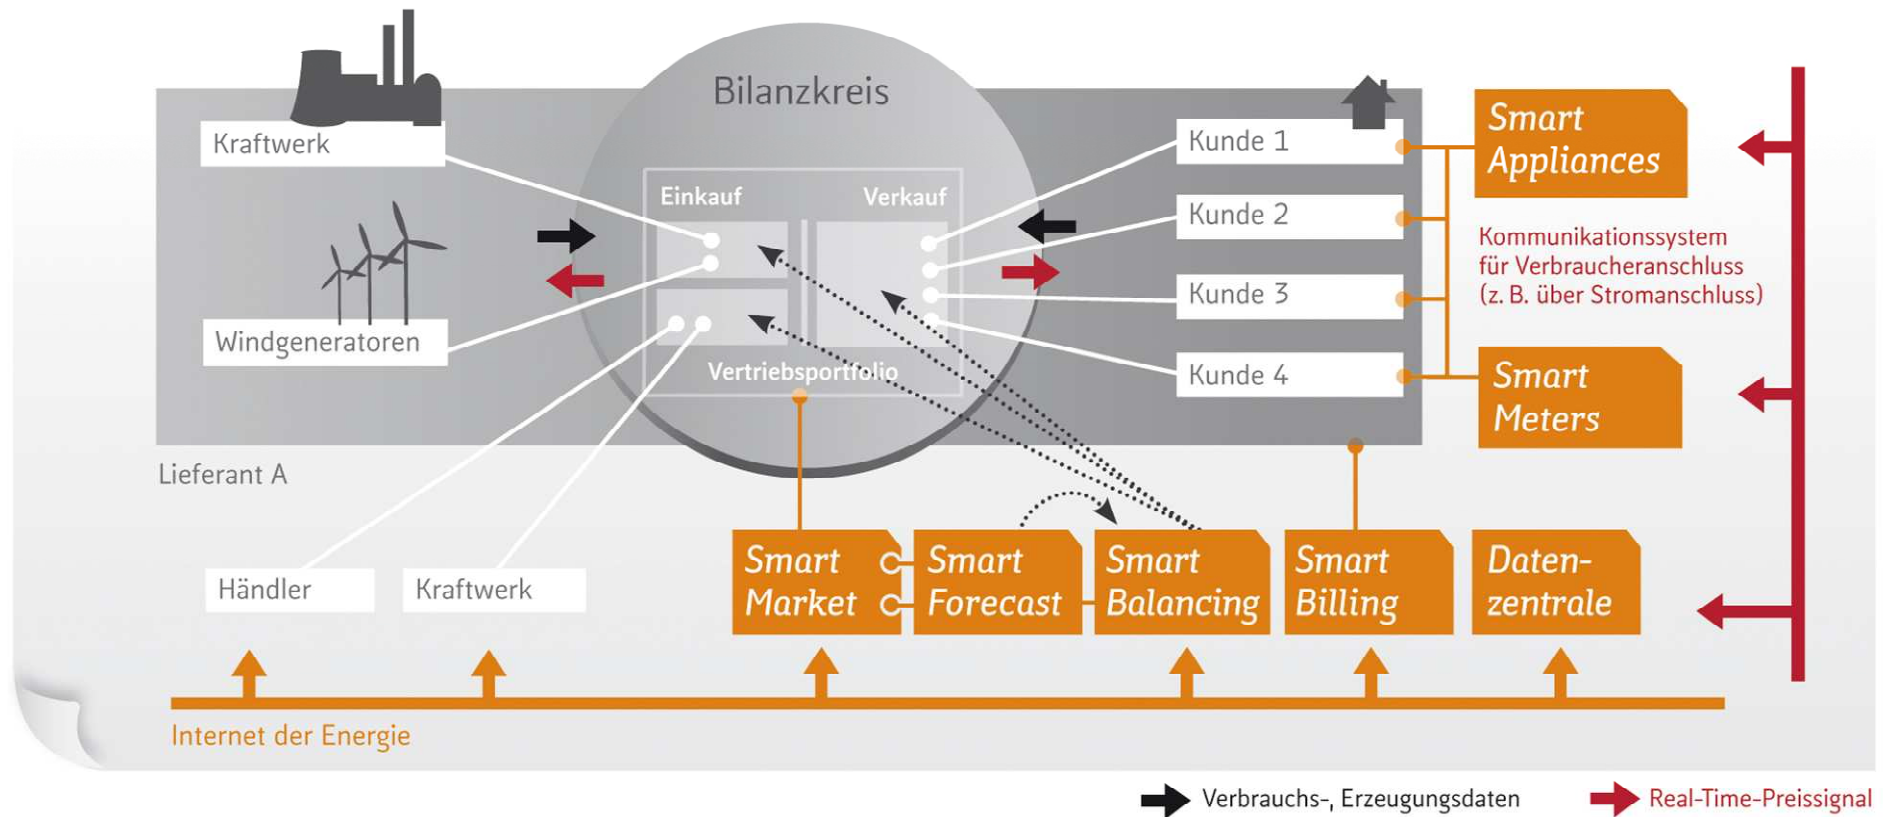 Bilanzkreis
Kraftwerk
Einkauf
Verkauf
Windgeneratoren
Vertriebsportfolio
Kunde 1
Kunde 2
Kunde 3
Kunde 4
Smart
Appliances
Kommunikationssystem
für Verbraucheranschluss
(z. B. über Stromanschluss)
Smart
Meters
Lieferant A
Händler
Kraftwerk
Smart
Market
Smart
Forecast
Smart
Balancing
Smart
Billing
Daten-
zentrale
Internet der Energie
Verbrauchs-, Erzeugungsdaten
Real-Time-Preissignal